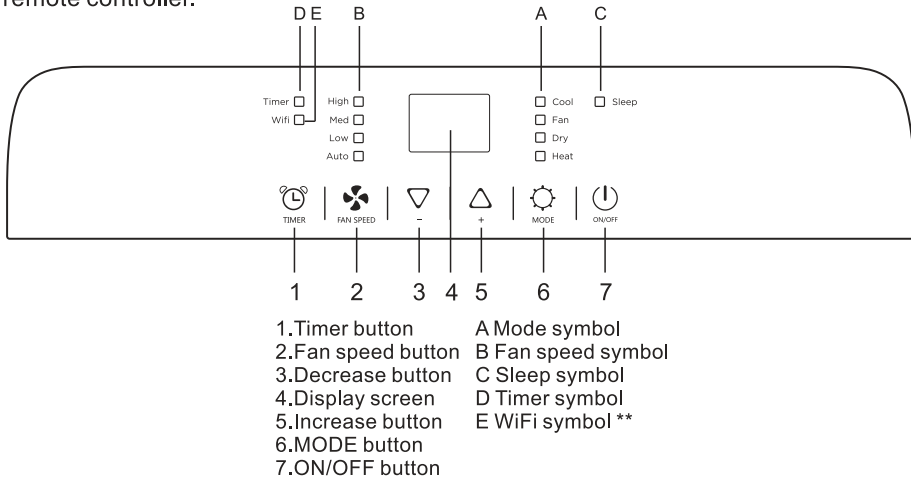 remote controller.
D E B A C
Timer High Cool Sleep
Wifi Med Fan
Low Dry
Auto Heat
TIMER FAN SPEED - + MODE ON/OFF
1 2 3 4 5 6 7
1.Timer button A Mode symbol
2.Fan speed button B Fan speed symbol
3.Decrease button C Sleep symbol
4.Display screen D Timer symbol
5.Increase button E WiFi symbol **
6.MODE button
7.ON/OFF button